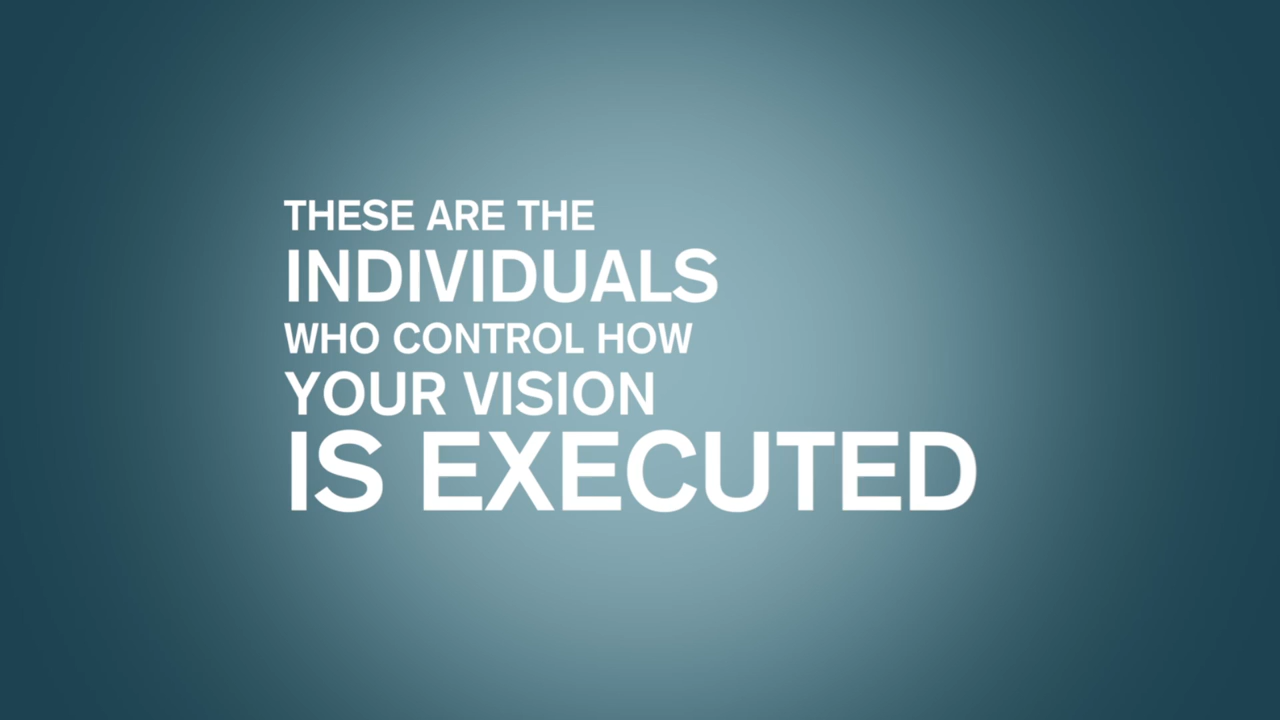 THESE ARE THE
INDIVIDUALS
WHO CONTROL HOW
YOUR VISION
IS EXECUTED